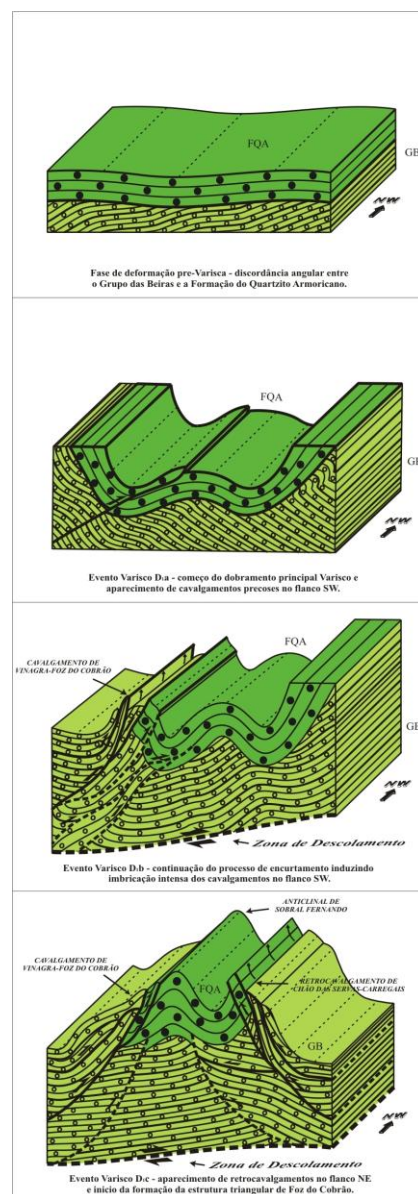 FQA
GB
NW
Fase de deformação pre-Varisca - discordância angular entre
o Grupo das Beiras e a Formação do Quartzito Armoricano.
FQA
GB
NW
Evento Varisco D₁a - começo do dobramento principal Varisco e
aparecimento de cavalgamentos precoses no flanco SW.
FQA
CAVALGAMENTO DE
VINAGRA-FOZ DO COBRÃO
GB
NW
Zona de Descolamento
Evento Varisco D₁b - continuação do processo de encurtamento induzindo
imbricação intensa dos cavalgamentos no flanco SW.
ANTICLINAL DE
SOBRAL FERNANDO
CAVALGAMENTO DE
VINAGRA-FOZ DO COBRÃO
FQA
RETROCAVALGAMENTO DE
CHÃO DAS SERVAS-CARREGAIS
GB
NW
Zona de Descolamento
Evento Varisco D₁c - aparecimento de retrocavalgamentos no flanco NE
e inicio da formação da estrutura triangular de Foz do Cobrão.